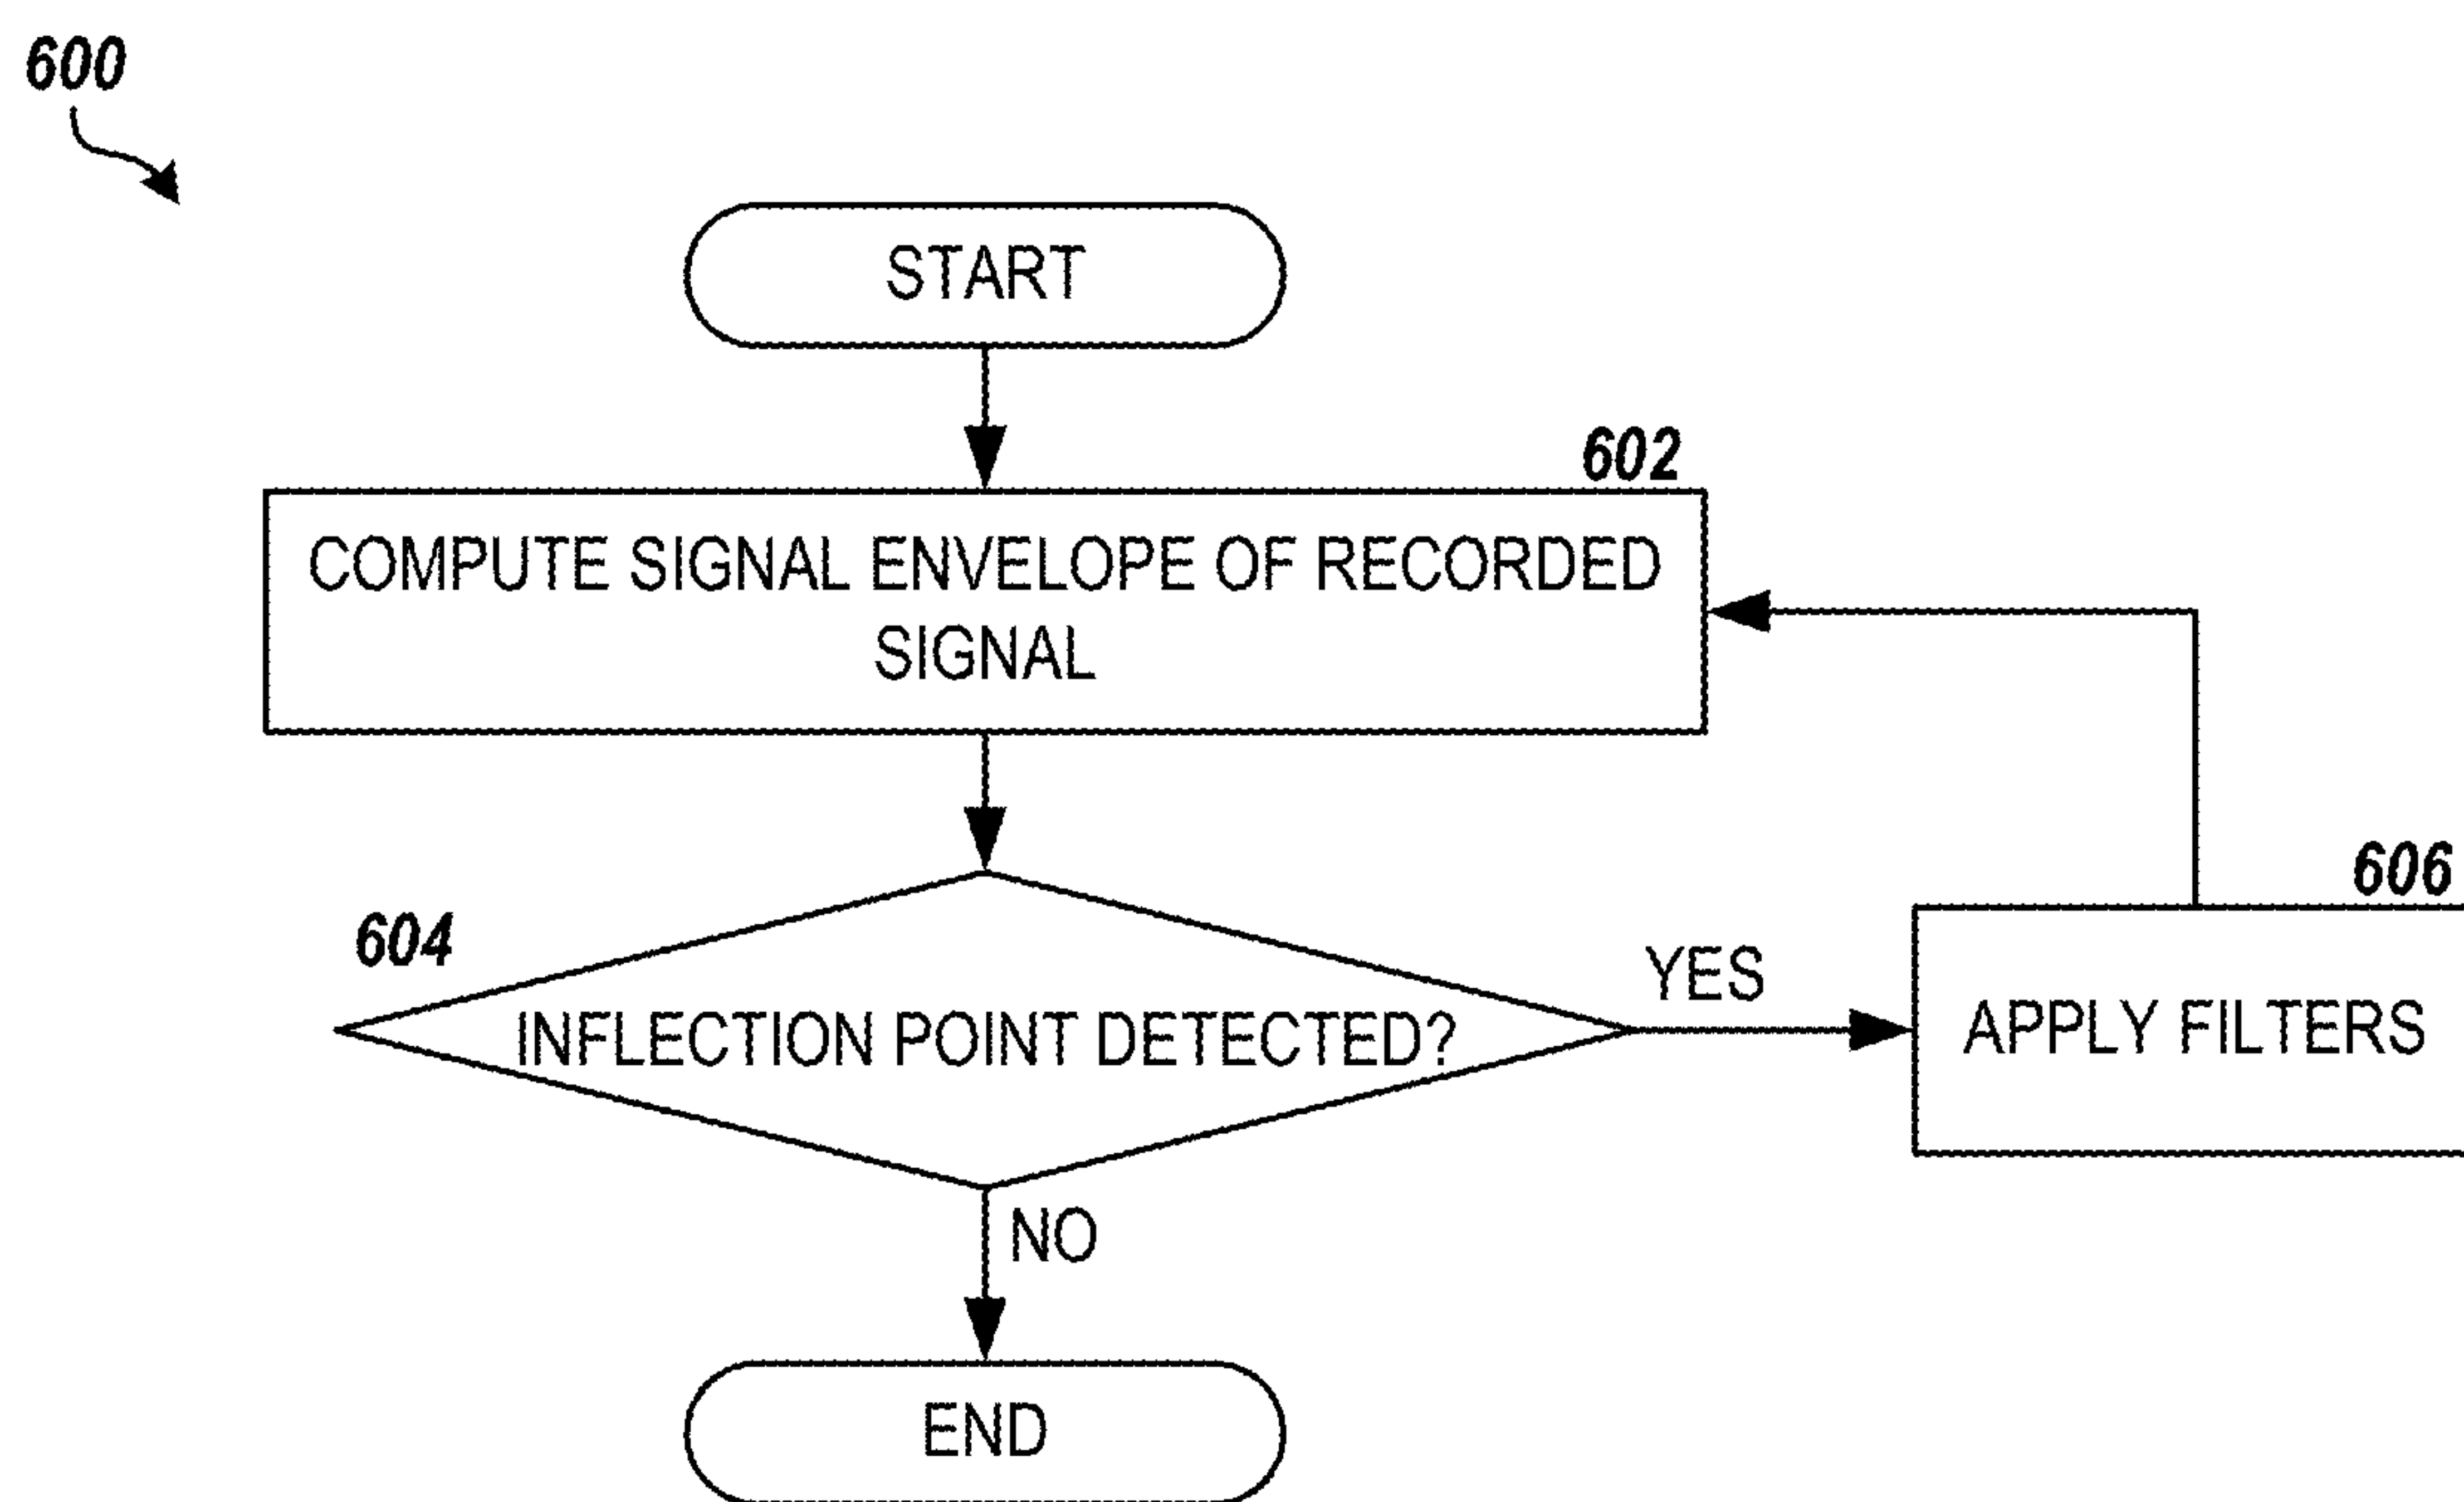 600
START
602
COMPUTE SIGNAL ENVELOPE OF RECORDED
SIGNAL
604
INFLECTION POINT DETECTED?
YES
606
APPLY FILTERS
NO
END